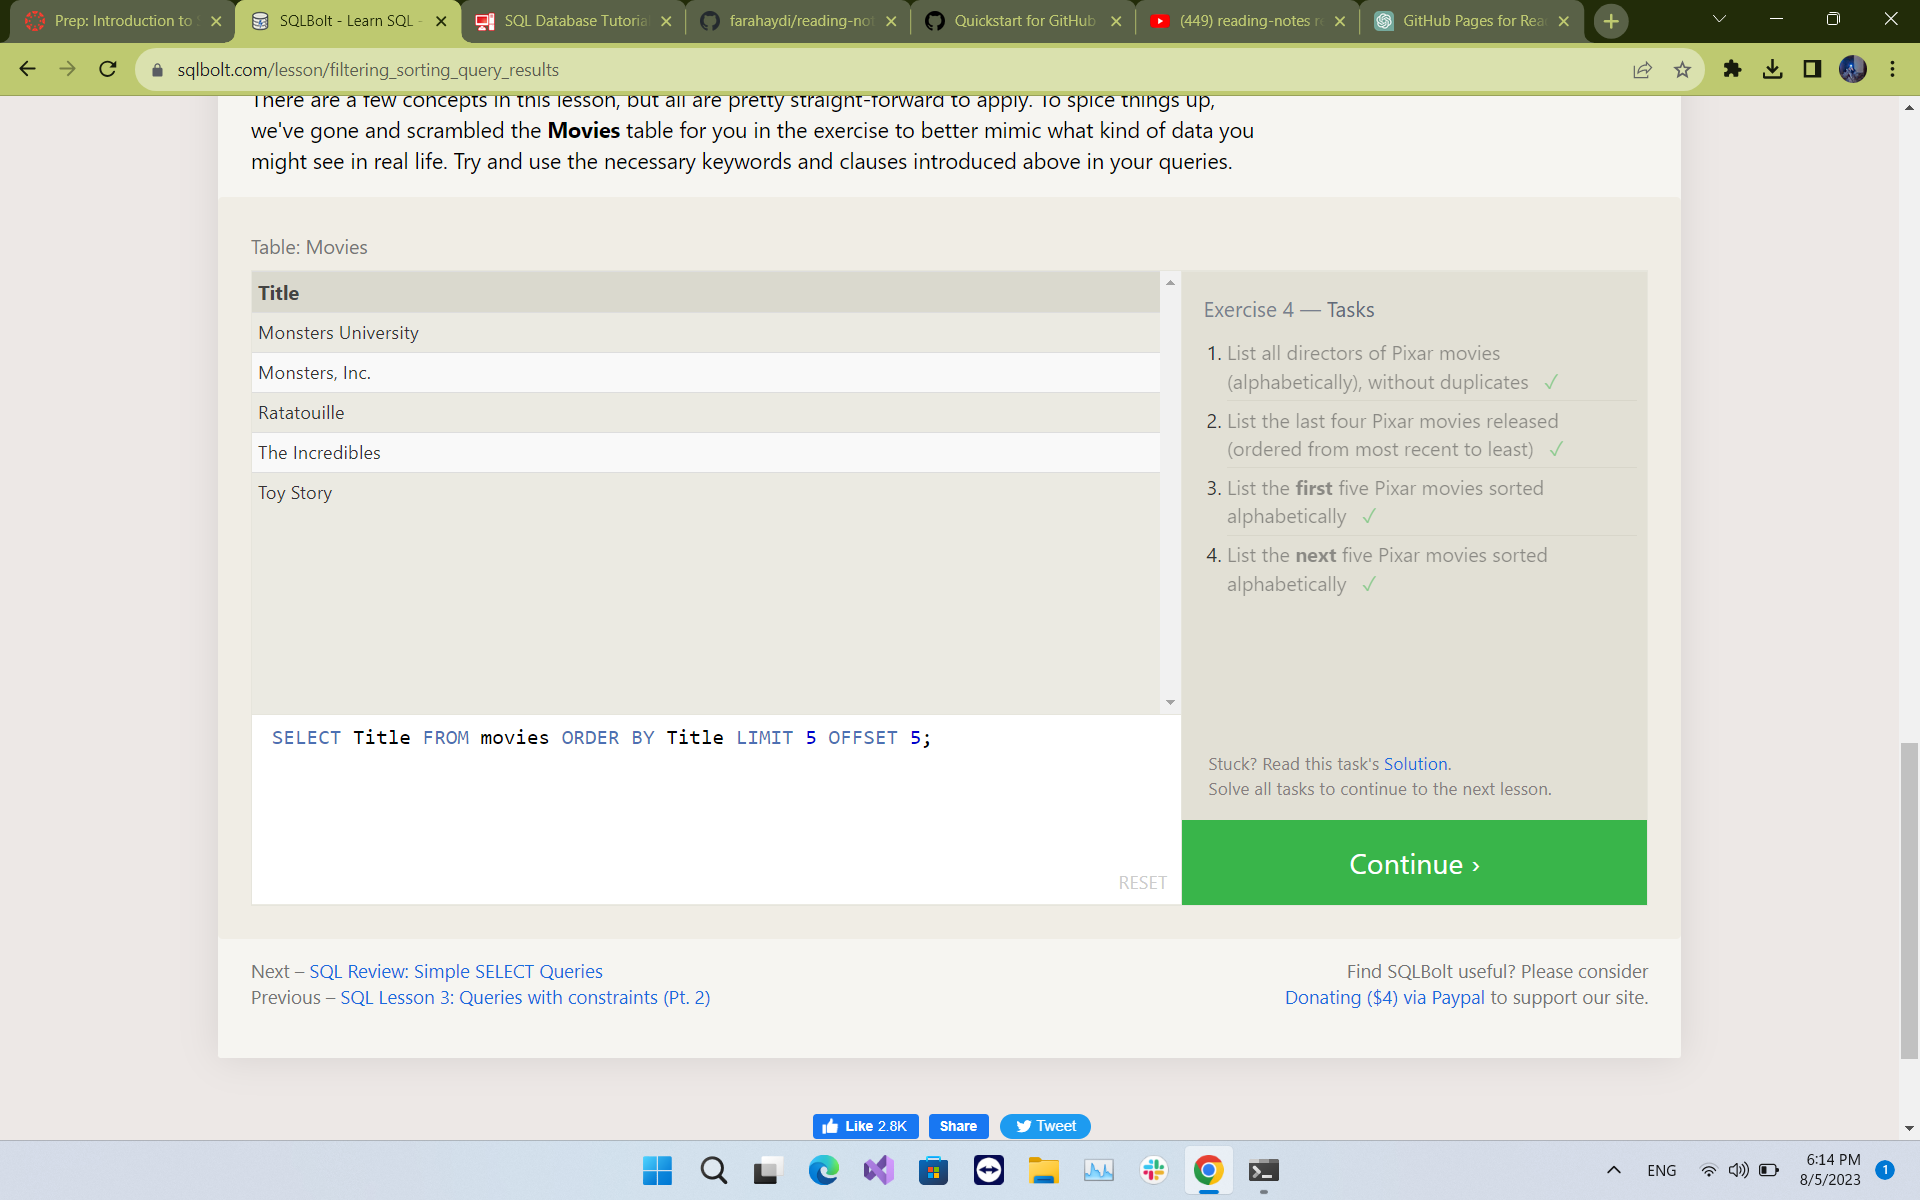 Prep: Introduction to
SQLBolt - Learn SQL -
SQL Database Tutorial
farahaydi/reading-not
Quickstart for GitHub
(449) reading-notes r
GitHub Pages for Rea
sqlbolt.com/lesson/filtering_sorting_query_results
There are a few concepts in this lesson, but all are pretty straight-forward to apply. To spice things up,
we've gone and scrambled the Movies table for you in the exercise to better mimic what kind of data you
might see in real life. Try and use the necessary keywords and clauses introduced above in your queries.
Table: Movies
Title
Monsters University
Monsters, Inc.
Ratatouille
The Incredibles
Toy Story
SELECT Title FROM movies ORDER BY Title LIMIT 5 OFFSET 5;
RESET
Exercise 4 — Tasks
1. List all directors of Pixar movies
(alphabetically), without duplicates ✓
2. List the last four Pixar movies released
(ordered from most recent to least) ✓
3. List the first five Pixar movies sorted
alphabetically ✓
4. List the next five Pixar movies sorted
alphabetically ✓
Stuck? Read this task's Solution.
Solve all tasks to continue to the next lesson.
Continue ›
Next – SQL Review: Simple SELECT Queries
Previous – SQL Lesson 3: Queries with constraints (Pt. 2)
Find SQLBolt useful? Please consider
Donating ($4) via Paypal to support our site.
Like 2.8K
Share
Tweet
ENG
6:14 PM
8/5/2023
1